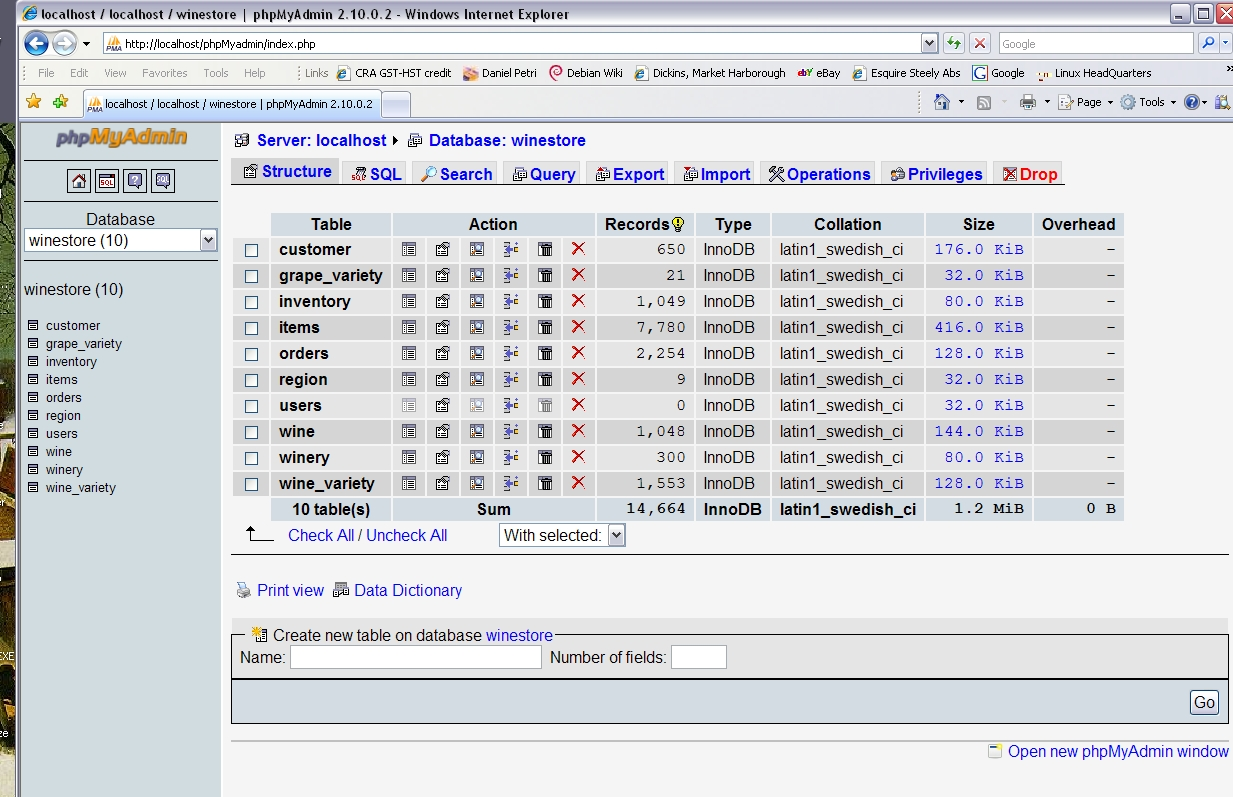 localhost / localhost / winestore | phpMyAdmin 2.10.0.2 - Windows Internet Explorer
http://localhost/phpMyadmin/index.php
Google
File Edit View Favorites Tools Help Links CRA GST-HST credit Daniel Petri Debian Wiki Dickins, Market Harborough eBay Esquire Steely Abs Google Linux HeadQuarters
localhost / localhost / winestore | phpMyAdmin 2.10.0.2 Page Tools
phpMyAdmin
Database
winestore (10)
winestore (10)
customer
grape_variety
inventory
items
orders
region
users
wine
winery
wine_variety
Server: localhost Database: winestore
Structure SQL Search Query Export Import Operations Privileges Drop
Table Action Records Type Collation Size Overhead
customer 650 InnoDB latin1_swedish_ci 176.0 KiB -
grape_variety 21 InnoDB latin1_swedish_ci 32.0 KiB -
inventory 1,049 InnoDB latin1_swedish_ci 80.0 KiB -
items 7,780 InnoDB latin1_swedish_ci 416.0 KiB -
orders 2,254 InnoDB latin1_swedish_ci 128.0 KiB -
region 9 InnoDB latin1_swedish_ci 32.0 KiB -
users 0 InnoDB latin1_swedish_ci 32.0 KiB -
wine 1,048 InnoDB latin1_swedish_ci 144.0 KiB -
winery 300 InnoDB latin1_swedish_ci 80.0 KiB -
wine_variety 1,553 InnoDB latin1_swedish_ci 128.0 KiB -
10 table(s) Sum 14,664 InnoDB latin1_swedish_ci 1.2 MiB 0 B
Check All / Uncheck All With selected:
Print view Data Dictionary
Create new table on database winestore
Name: Number of fields:
Go
Open new phpMyAdmin window